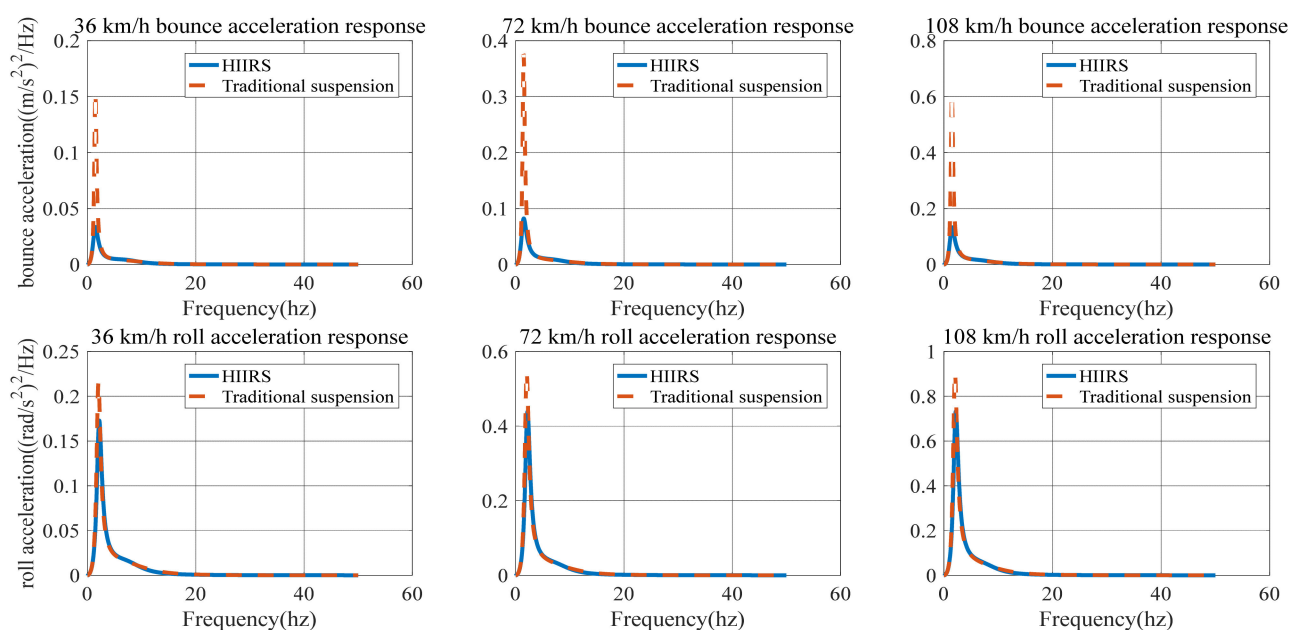 36 km/h bounce acceleration response
bounce acceleration((m/s²)²/Hz)
0.2
0.15
0.1
0.05
0
HIIRS
Traditional suspension
0
20
40
60
Frequency(hz)
72 km/h bounce acceleration response
0.4
0.3
0.2
0.1
0
HIIRS
Traditional suspension
0
20
40
60
Frequency(hz)
108 km/h bounce acceleration response
0.8
0.6
0.4
0.2
0
HIIRS
Traditional suspension
0
20
40
60
Frequency(hz)
36 km/h roll acceleration response
roll acceleration((rad/s²)²/Hz)
0.25
0.2
0.15
0.1
0.05
0
HIIRS
Traditional suspension
0
20
40
60
Frequency(hz)
72 km/h roll acceleration response
0.6
0.4
0.2
0
HIIRS
Traditional suspension
0
20
40
60
Frequency(hz)
108 km/h roll acceleration response
1
0.8
0.6
0.4
0.2
0
HIIRS
Traditional suspension
0
20
40
60
Frequency(hz)